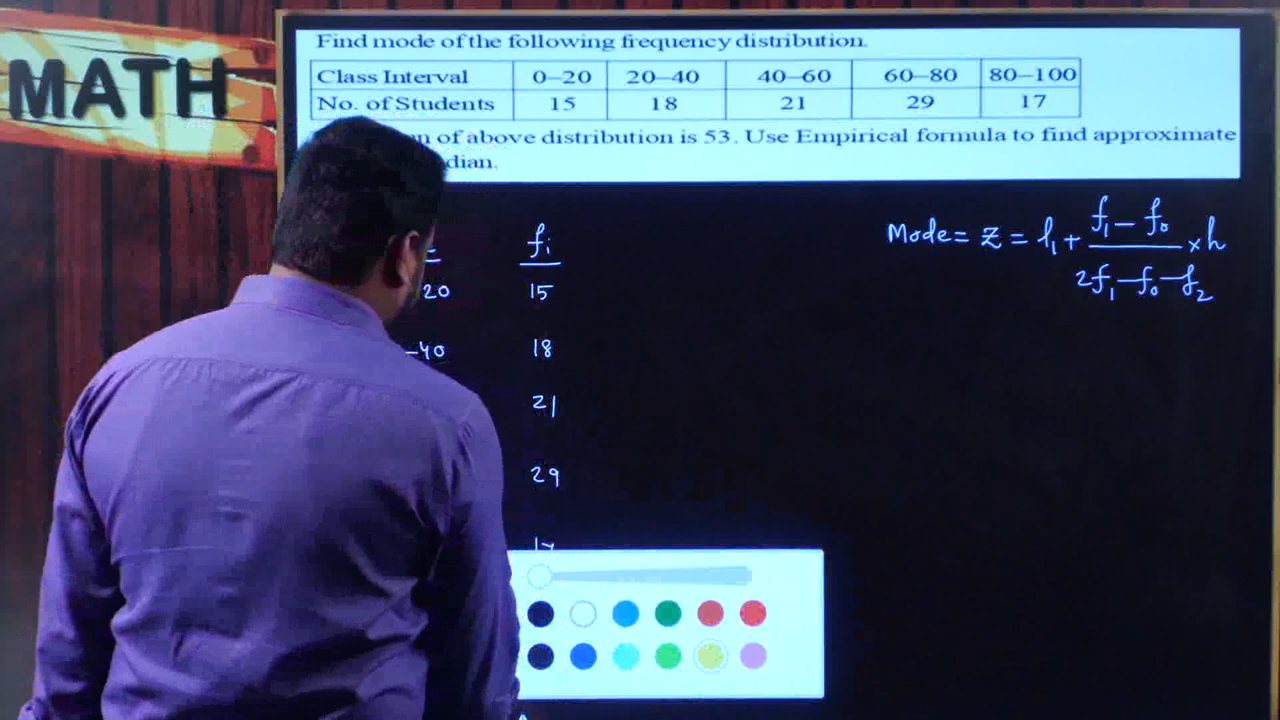 MATH
Find mode of the following frequency distribution.
Class Interval 0–20 20–40 40–60 60–80 80–100
No. of Students 15 18 21 29 17
of above distribution is 53. Use Empirical formula to find approximate
Mode = z = l₁ + f₁ – f₀ / 2f₁ – f₀ – f₂ × h
fᵢ
20 15
–40 18
21
29